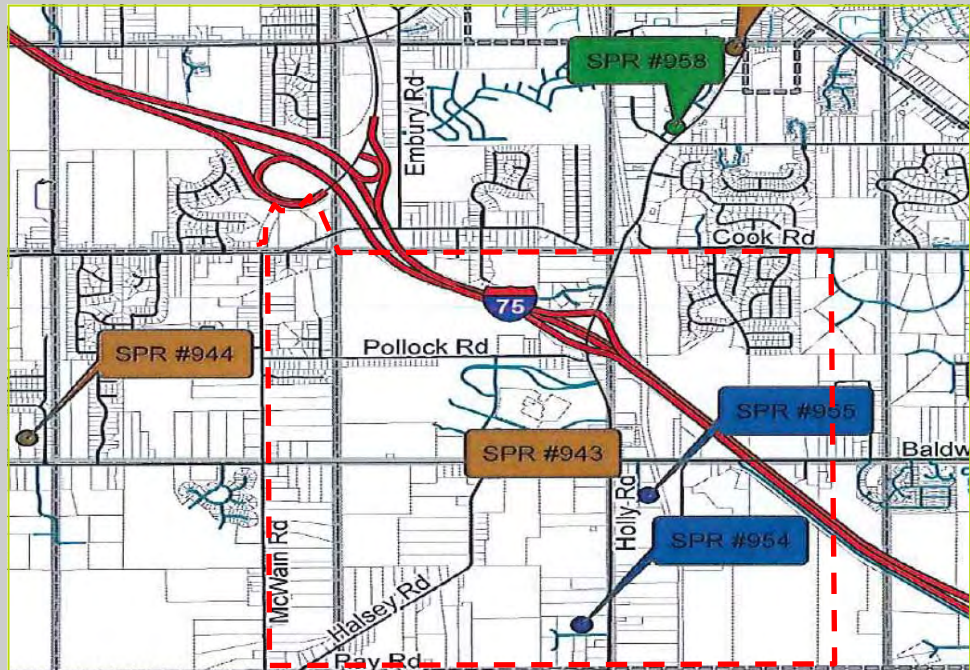 SPR #958
Embury Rd
Cook Rd
75
Pollock Rd
SPR #944
SPR #955
SPR #943
Baldw
Holly Rd
SPR #954
McWain Rd
Halsey Rd
Ray Rd